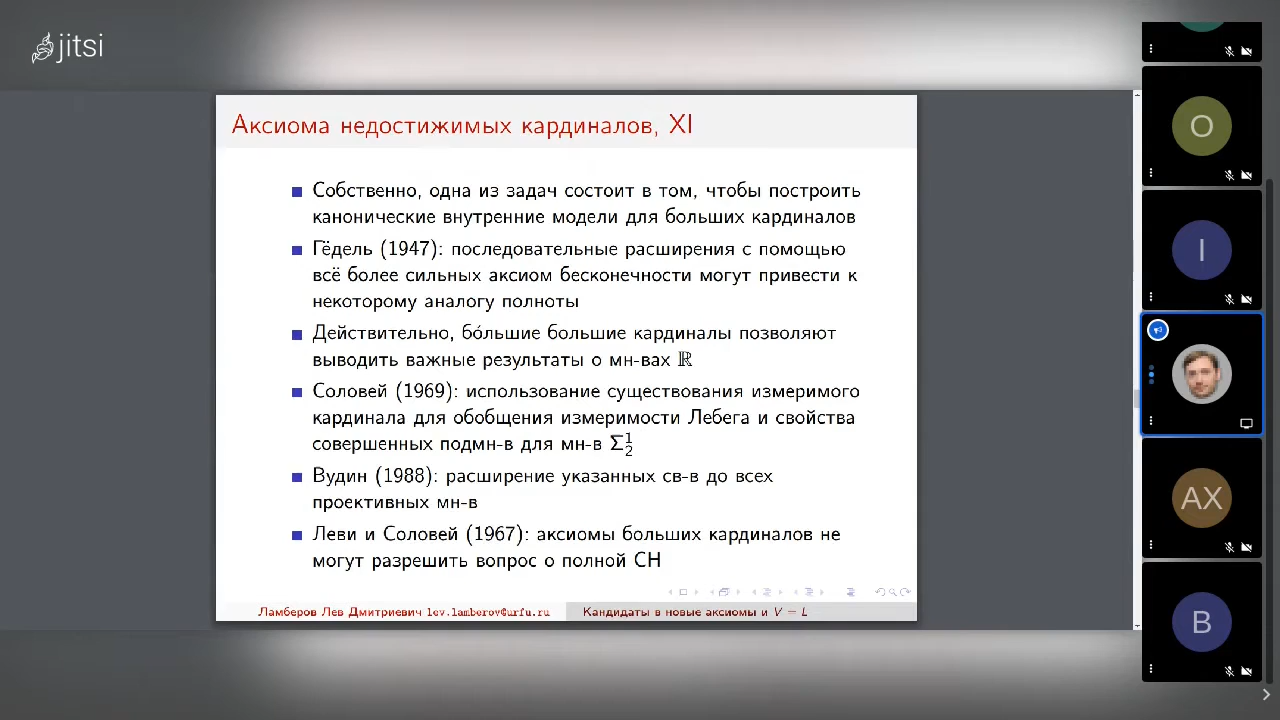 jitsi
Аксиома недостижимых кардиналов, XI
Собственно, одна из задач состоит в том, чтобы построить
канонические внутренние модели для больших кардиналов
Гёдель (1947): последовательные расширения с помощью
всё более сильных аксиом бесконечности могут привести к
некоторому аналогу полноты
Действительно, бо́льшие большие кардиналы позволяют
выводить важные результаты о мн-вах ℝ
Соловей (1969): использование существования измеримого
кардинала для обобщения измеримости Лебега и свойства
совершенных подмн-в для мн-в Σ¹₂
Вудин (1988): расширение указанных св-в до всех
проективных мн-в
Леви и Соловей (1967): аксиомы больших кардиналов не
могут разрешить вопрос о полной CH
Ламберов Лев Дмитриевич lev.lamberov@urfu.ru
Кандидаты в новые аксиомы и V = L
O
I
AX
B